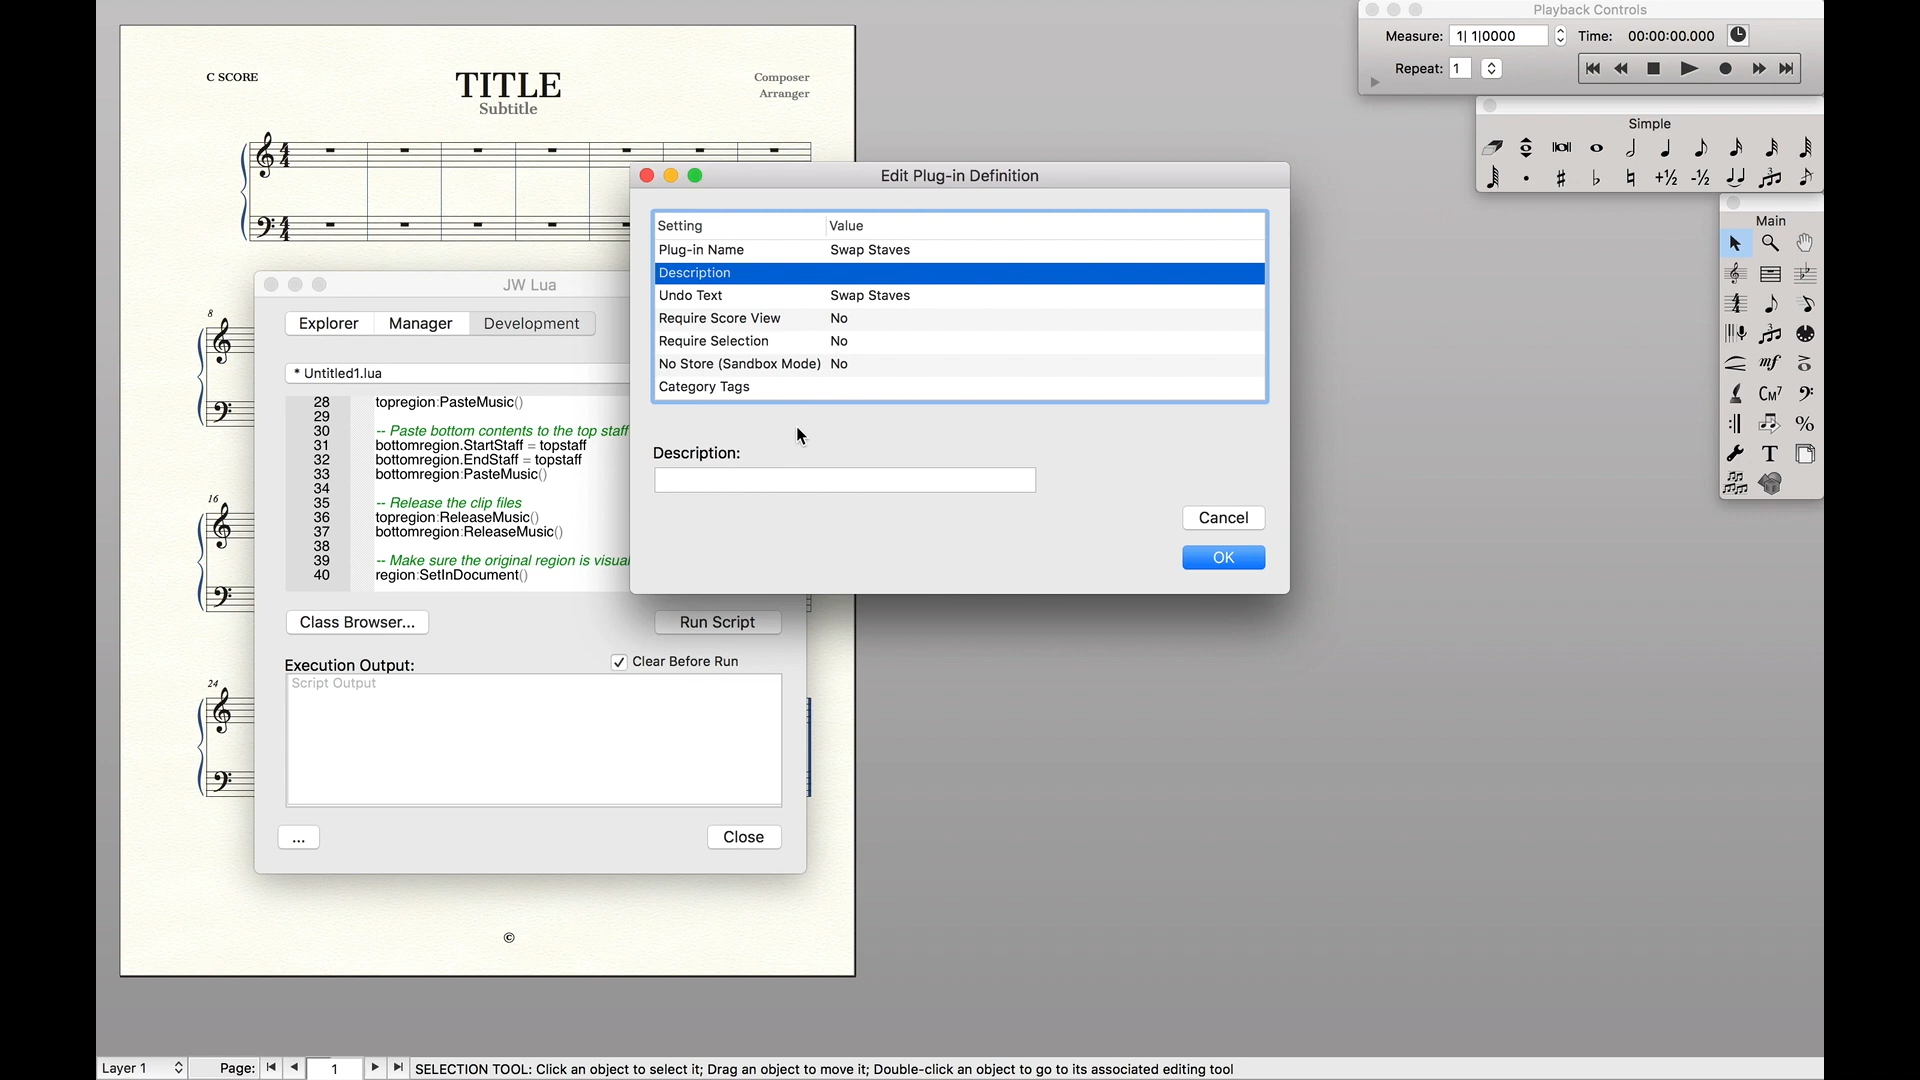 Playback Controls
Measure: 1| 1|0000 Time: 00:00:00.000
Repeat: 1
Simple
+½ -½
Main
mf
CM7
%
T
C SCORE
TITLE
Subtitle
Composer
Arranger
8
16
24
©
Edit Plug-in Definition
Setting Value
Plug-in Name Swap Staves
Description
Undo Text Swap Staves
Require Score View No
Require Selection No
No Store (Sandbox Mode) No
Category Tags
Description:
Cancel
OK
JW Lua
Explorer Manager Development
* Untitled1.lua
28 topregion:PasteMusic()
29
30 -- Paste bottom contents to the top staff
31 bottomregion.StartStaff = topstaff
32 bottomregion.EndStaff = topstaff
33 bottomregion:PasteMusic()
34
35 -- Release the clip files
36 topregion:ReleaseMusic()
37 bottomregion:ReleaseMusic()
38
39 -- Make sure the original region is visual
40 region:SetInDocument()
Class Browser... Run Script
Execution Output: Clear Before Run
Script Output
... Close
Layer 1 Page: 1 SELECTION TOOL: Click an object to select it; Drag an object to move it; Double-click an object to go to its associated editing tool